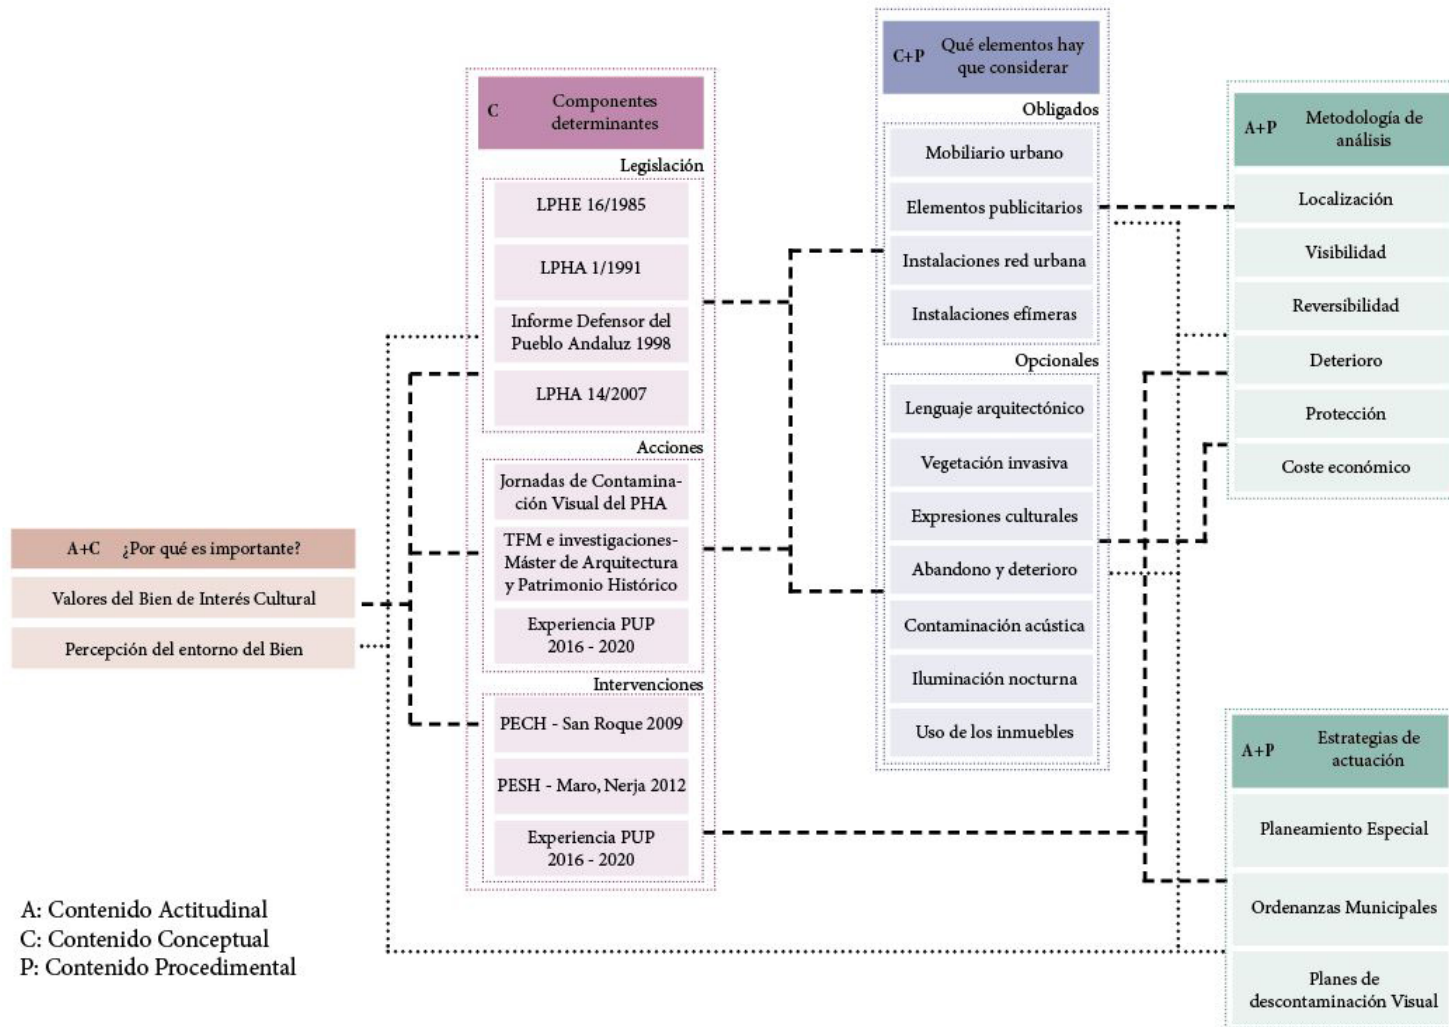 A+C ¿Por qué es importante?
Valores del Bien de Interés Cultural
Percepción del entorno del Bien
A: Contenido Actitudinal
C: Contenido Conceptual
P: Contenido Procedimental
C Componentes
determinantes
Legislación
LPHE 16/1985
LPHA 1/1991
Informe Defensor del
Pueblo Andaluz 1998
LPHA 14/2007
Acciones
Jornadas de Contamina-
ción Visual del PHA
TFM e investigaciones-
Máster de Arquitectura
y Patrimonio Histórico
Experiencia PUP
2016 - 2020
Intervenciones
PECH - San Roque 2009
PESH - Maro, Nerja 2012
Experiencia PUP
2016 - 2020
C+P Qué elementos hay
que considerar
Obligados
Mobiliario urbano
Elementos publicitarios
Instalaciones red urbana
Instalaciones efímeras
Opcionales
Lenguaje arquitectónico
Vegetación invasiva
Expresiones culturales
Abandono y deterioro
Contaminación acústica
Iluminación nocturna
Uso de los inmuebles
A+P Metodología de
análisis
Localización
Visibilidad
Reversibilidad
Deterioro
Protección
Coste económico
A+P Estrategias de
actuación
Planeamiento Especial
Ordenanzas Municipales
Planes de
descontaminación Visual